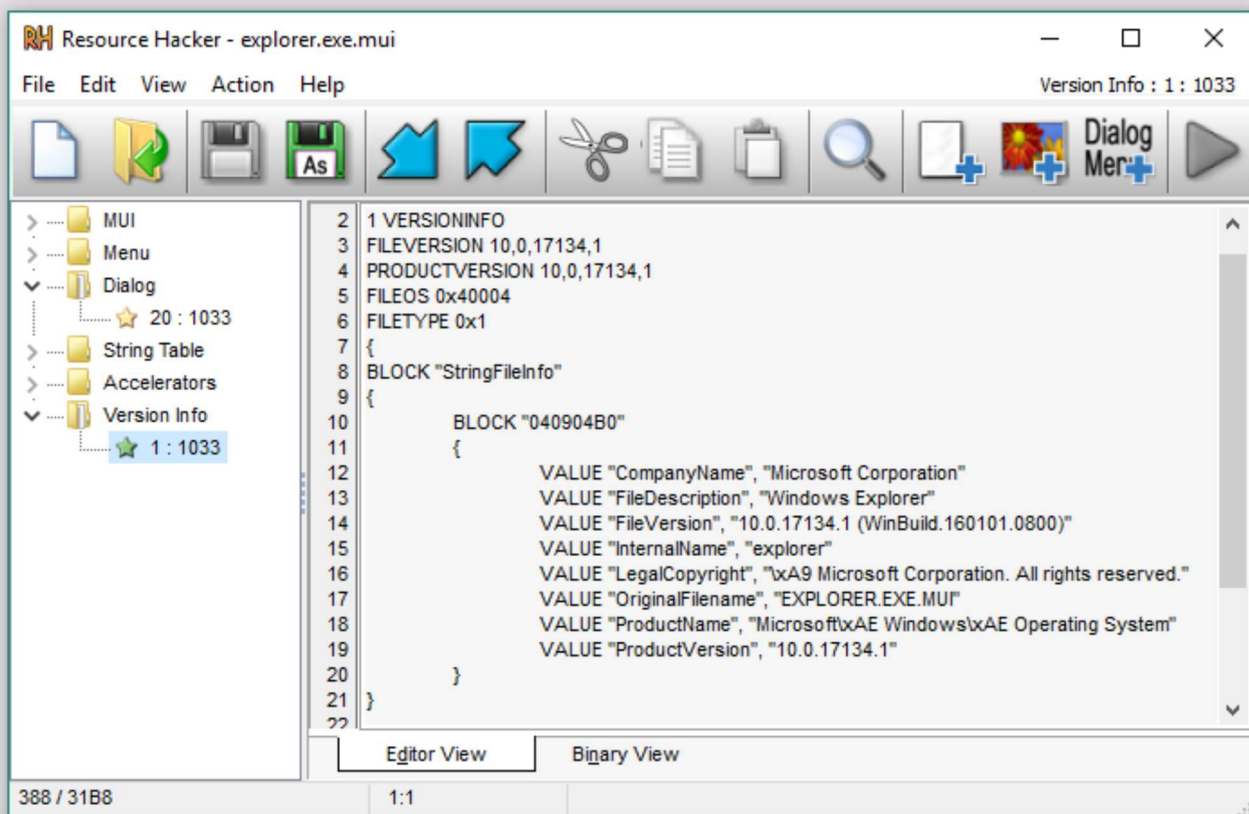 RH Resource Hacker - explorer.exe.mui
File Edit View Action Help Version Info : 1 : 1033
As Dialog
Menu
MUI
Menu
Dialog
20 : 1033
String Table
Accelerators
Version Info
1 : 1033
2 1 VERSIONINFO
3 FILEVERSION 10,0,17134,1
4 PRODUCTVERSION 10,0,17134,1
5 FILEOS 0x40004
6 FILETYPE 0x1
7 {
8 BLOCK "StringFileInfo"
9 {
10 BLOCK "040904B0"
11 {
12 VALUE "CompanyName", "Microsoft Corporation"
13 VALUE "FileDescription", "Windows Explorer"
14 VALUE "FileVersion", "10.0.17134.1 (WinBuild.160101.0800)"
15 VALUE "InternalName", "explorer"
16 VALUE "LegalCopyright", "\xA9 Microsoft Corporation. All rights reserved."
17 VALUE "OriginalFilename", "EXPLORER.EXE.MUI"
18 VALUE "ProductName", "Microsoft\xAE Windows\xAE Operating System"
19 VALUE "ProductVersion", "10.0.17134.1"
20 }
21 }
22
Editor View Binary View
388 / 31B8 1:1